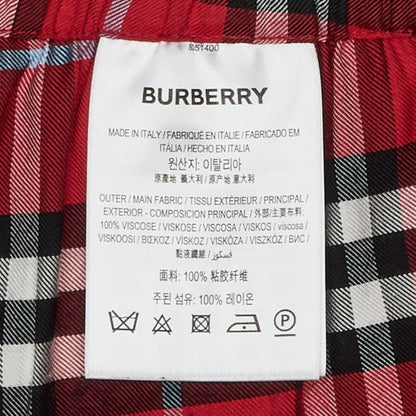 BURBERRY
MADE IN ITALY / FABRIQUÉ EN ITALIE / FABRICADO EM
ITÁLIA / HECHO EN ITALIA
원산지: 이탈리아
原產地 義大利 / 原产地 意大利
OUTER / MAIN FABRIC / TISSU EXTÉRIEUR / PRINCIPAL /
EXTERIOR - COMPOSICION PRINCIPAL / 外部/主要布料:
100% VISCOSE / VISKOSE / VISCOSA / VISKOS / VISCOSA /
VISKOOSI / ΒΙΣΚΟΖ / VISKÓZ / VISKÓZA / VISZKÓZ / ВИС /
黏液纖維 / فسكوز
面料: 100% 粘胶纤维
주된 섬유: 100% 레이온
P